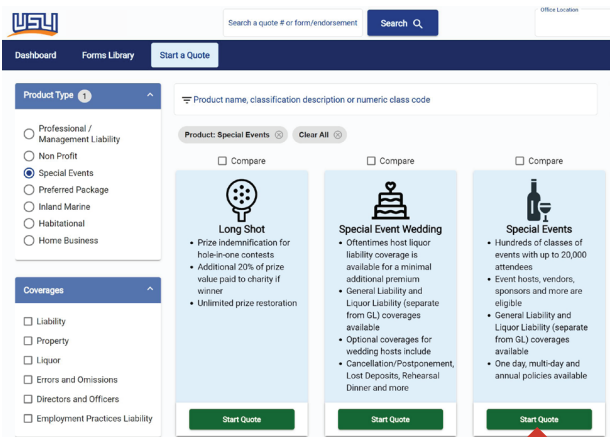 USLI
Search a quote # or form/endorsement
Search
Office Location
Dashboard
Forms Library
Start a Quote
Product Type 1
Professional /
Management Liability
Non Profit
Special Events
Preferred Package
Inland Marine
Habitational
Home Business
Coverages
Liability
Property
Liquor
Errors and Omissions
Directors and Officers
Employment Practices Liability
Product name, classification description or numeric class code
Product: Special Events
Clear All
Compare
Long Shot
• Prize indemnification for
hole-in-one contests
• Additional 20% of prize
value paid to charity if
winner
• Unlimited prize restoration
Start Quote
Compare
Special Event Wedding
• Oftentimes host liquor
liability coverage is
available for a minimal
additional premium
• General Liability and
Liquor Liability (separate
from GL) coverages
available
• Optional coverages for
wedding hosts include
• Cancellation/Postponement,
Lost Deposits, Rehearsal
Dinner and more
Start Quote
Compare
Special Events
• Hundreds of classes of
events with up to 20,000
attendees
• Event hosts, vendors,
sponsors and more are
eligible
• General Liability and
Liquor Liability (separate
from GL) coverages
available
• One day, multi-day and
annual policies available
Start Quote